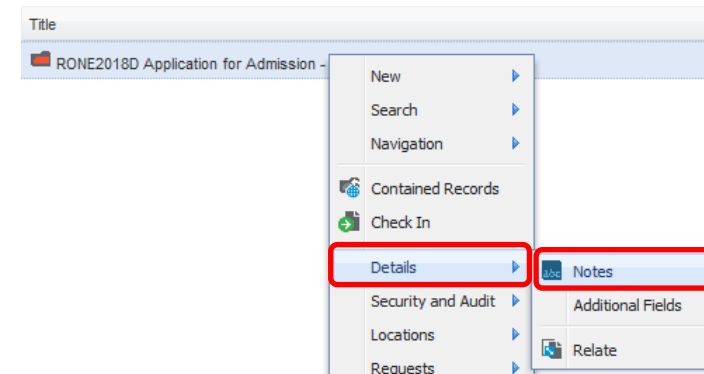 Title
RONE2018D Application for Admission -
New
Search
Navigation
Contained Records
Check In
Details
abc Notes
Security and Audit
Additional Fields
Locations
Relate
Requests